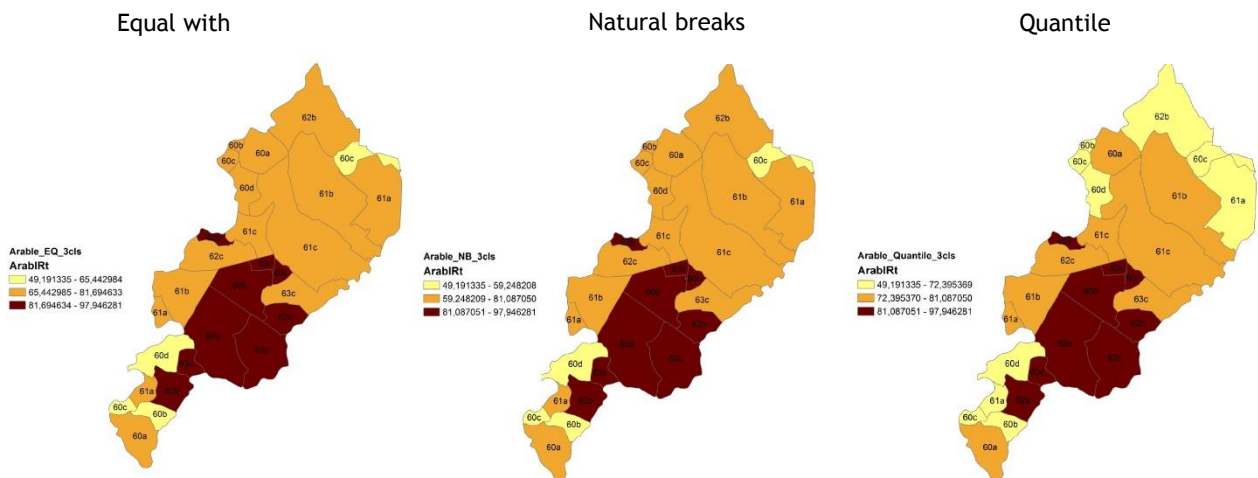 Equal with
Natural breaks
Quantile
62b
60b
60c
60a
60c
60d
61b
61a
61c
62c
61b
63c
61a
60d
61a
60c
60b
60a
Arable_EQ_3cls
ArablRt
49,191335 - 65,442984
65,442985 - 81,694633
81,694634 - 97,946281
62b
60b
60c
60a
60c
60d
61b
61a
61c
61c
62c
61b
63c
61a
60d
61a
60c
60b
60a
Arable_NB_3cls
ArablRt
49,191335 - 59,248208
59,248209 - 81,087050
81,087051 - 97,946281
62b
60b
60c
60a
60c
60d
61b
61a
61c
61c
62c
61b
63c
61a
60d
61a
60c
60b
60a
Arable_Quantile_3cls
ArablRt
49,191335 - 72,395369
72,395370 - 81,087050
81,087051 - 97,946281